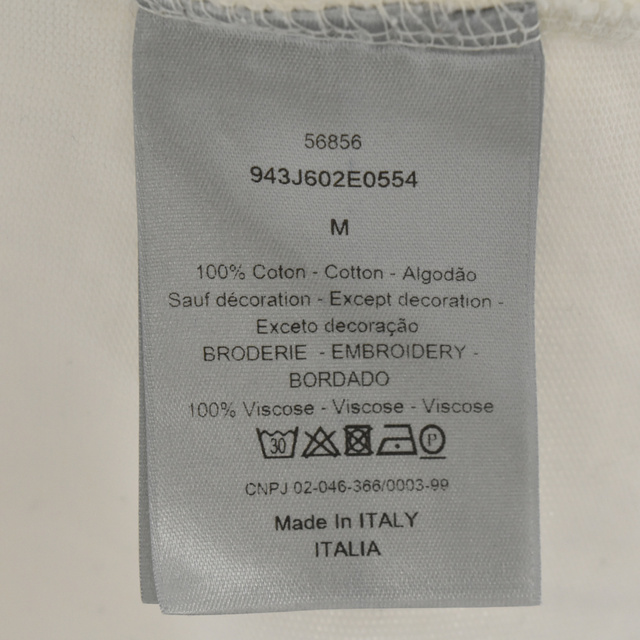 56856
943J602E0554
M
100% Coton - Cotton - Algodão
Sauf décoration - Except decoration -
Exceto decoração
BRODERIE - EMBROIDERY -
BORDADO
100% Viscose - Viscose - Viscose
30 P
CNPJ 02-046-366/0003-99
Made In ITALY
ITALIA